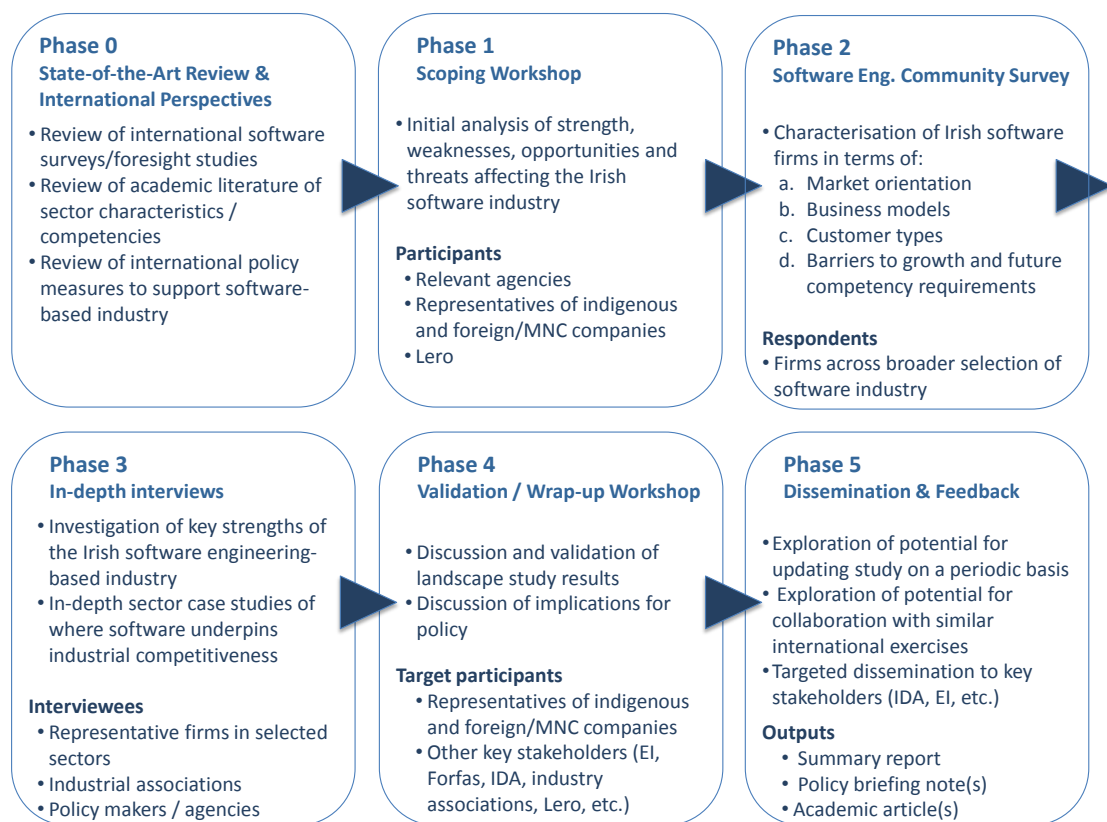 Phase 0
State-of-the-Art Review &
International Perspectives
• Review of international software
surveys/foresight studies
• Review of academic literature of
sector characteristics /
competencies
• Review of international policy
measures to support software-
based industry
Phase 1
Scoping Workshop
• Initial analysis of strength,
weaknesses, opportunities and
threats affecting the Irish
software industry
Participants
• Relevant agencies
• Representatives of indigenous
and foreign/MNC companies
• Lero
Phase 2
Software Eng. Community Survey
• Characterisation of Irish software
firms in terms of:
a. Market orientation
b. Business models
c. Customer types
d. Barriers to growth and future
competency requirements
Respondents
• Firms across broader selection of
software industry
Phase 3
In-depth interviews
• Investigation of key strengths of
the Irish software engineering-
based industry
• In-depth sector case studies of
where software underpins
industrial competitiveness
Interviewees
• Representative firms in selected
sectors
• Industrial associations
• Policy makers / agencies
Phase 4
Validation / Wrap-up Workshop
• Discussion and validation of
landscape study results
• Discussion of implications for
policy
Target participants
• Representatives of indigenous
and foreign/MNC companies
• Other key stakeholders (EI,
Forfas, IDA, industry
associations, Lero, etc.)
Phase 5
Dissemination & Feedback
• Exploration of potential for
updating study on a periodic basis
• Exploration of potential for
collaboration with similar
international exercises
• Targeted dissemination to key
stakeholders (IDA, EI, etc.)
Outputs
• Summary report
• Policy briefing note(s)
• Academic article(s)